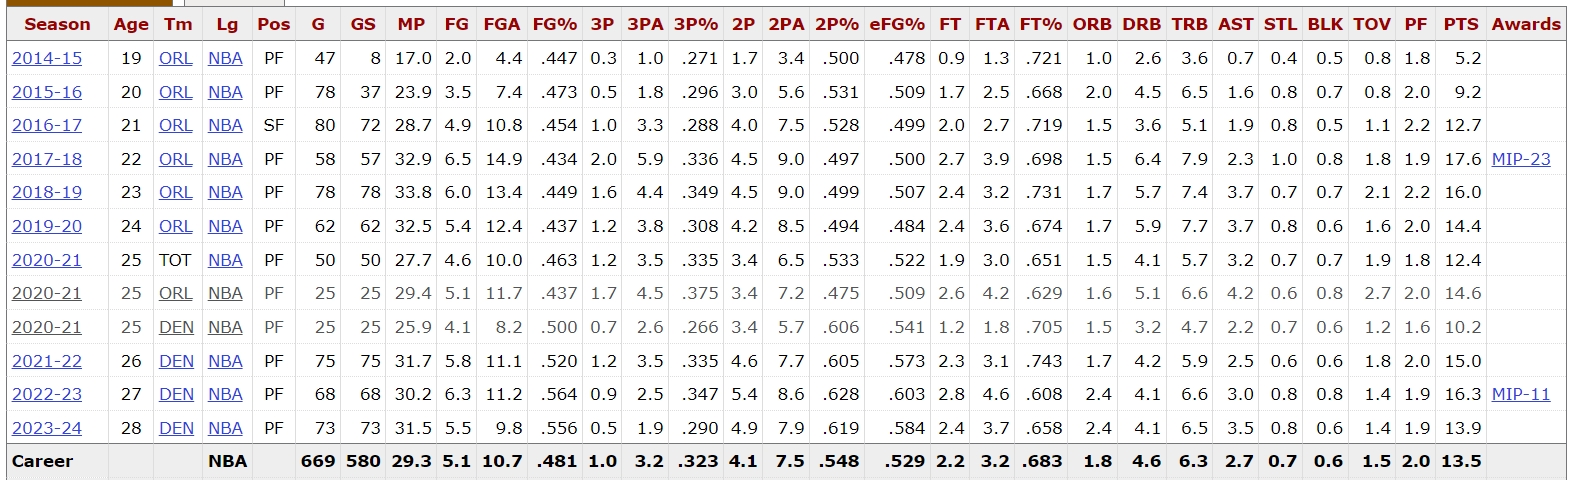 Season Age Tm Lg Pos G GS MP FG FGA FG% 3P 3PA 3P% 2P 2PA 2P% eFG% FT FTA FT% ORB DRB TRB AST STL BLK TOV PF PTS Awards
2014-15 19 ORL NBA PF 47 8 17.0 2.0 4.4 .447 0.3 1.0 .271 1.7 3.4 .500 .478 0.9 1.3 .721 1.0 2.6 3.6 0.7 0.4 0.5 0.8 1.8 5.2
2015-16 20 ORL NBA PF 78 37 23.9 3.5 7.4 .473 0.5 1.8 .296 3.0 5.6 .531 .509 1.7 2.5 .668 2.0 4.5 6.5 1.6 0.8 0.7 0.8 2.0 9.2
2016-17 21 ORL NBA SF 80 72 28.7 4.9 10.8 .454 1.0 3.3 .288 4.0 7.5 .528 .499 2.0 2.7 .719 1.5 3.6 5.1 1.9 0.8 0.5 1.1 2.2 12.7
2017-18 22 ORL NBA PF 58 57 32.9 6.5 14.9 .434 2.0 5.9 .336 4.5 9.0 .497 .500 2.7 3.9 .698 1.5 6.4 7.9 2.3 1.0 0.8 1.8 1.9 17.6 MIP-23
2018-19 23 ORL NBA PF 78 78 33.8 6.0 13.4 .449 1.6 4.4 .349 4.5 9.0 .499 .507 2.4 3.2 .731 1.7 5.7 7.4 3.7 0.7 0.7 2.1 2.2 16.0
2019-20 24 ORL NBA PF 62 62 32.5 5.4 12.4 .437 1.2 3.8 .308 4.2 8.5 .494 .484 2.4 3.6 .674 1.7 5.9 7.7 3.7 0.8 0.6 1.6 2.0 14.4
2020-21 25 TOT NBA PF 50 50 27.7 4.6 10.0 .463 1.2 3.5 .335 3.4 6.5 .533 .522 1.9 3.0 .651 1.5 4.1 5.7 3.2 0.7 0.7 1.9 1.8 12.4
2020-21 25 ORL NBA PF 25 25 29.4 5.1 11.7 .437 1.7 4.5 .375 3.4 7.2 .475 .509 2.6 4.2 .629 1.6 5.1 6.6 4.2 0.6 0.8 2.7 2.0 14.6
2020-21 25 DEN NBA PF 25 25 25.9 4.1 8.2 .500 0.7 2.6 .266 3.4 5.7 .606 .541 1.2 1.8 .705 1.5 3.2 4.7 2.2 0.7 0.6 1.2 1.6 10.2
2021-22 26 DEN NBA PF 75 75 31.7 5.8 11.1 .520 1.2 3.5 .335 4.6 7.7 .605 .573 2.3 3.1 .743 1.7 4.2 5.9 2.5 0.6 0.6 1.8 2.0 15.0
2022-23 27 DEN NBA PF 68 68 30.2 6.3 11.2 .564 0.9 2.5 .347 5.4 8.6 .628 .603 2.8 4.6 .608 2.4 4.1 6.6 3.0 0.8 0.8 1.4 1.9 16.3 MIP-11
2023-24 28 DEN NBA PF 73 73 31.5 5.5 9.8 .556 0.5 1.9 .290 4.9 7.9 .619 .584 2.4 3.7 .658 2.4 4.1 6.5 3.5 0.8 0.6 1.4 1.9 13.9
Career NBA 669 580 29.3 5.1 10.7 .481 1.0 3.2 .323 4.1 7.5 .548 .529 2.2 3.2 .683 1.8 4.6 6.3 2.7 0.7 0.6 1.5 2.0 13.5